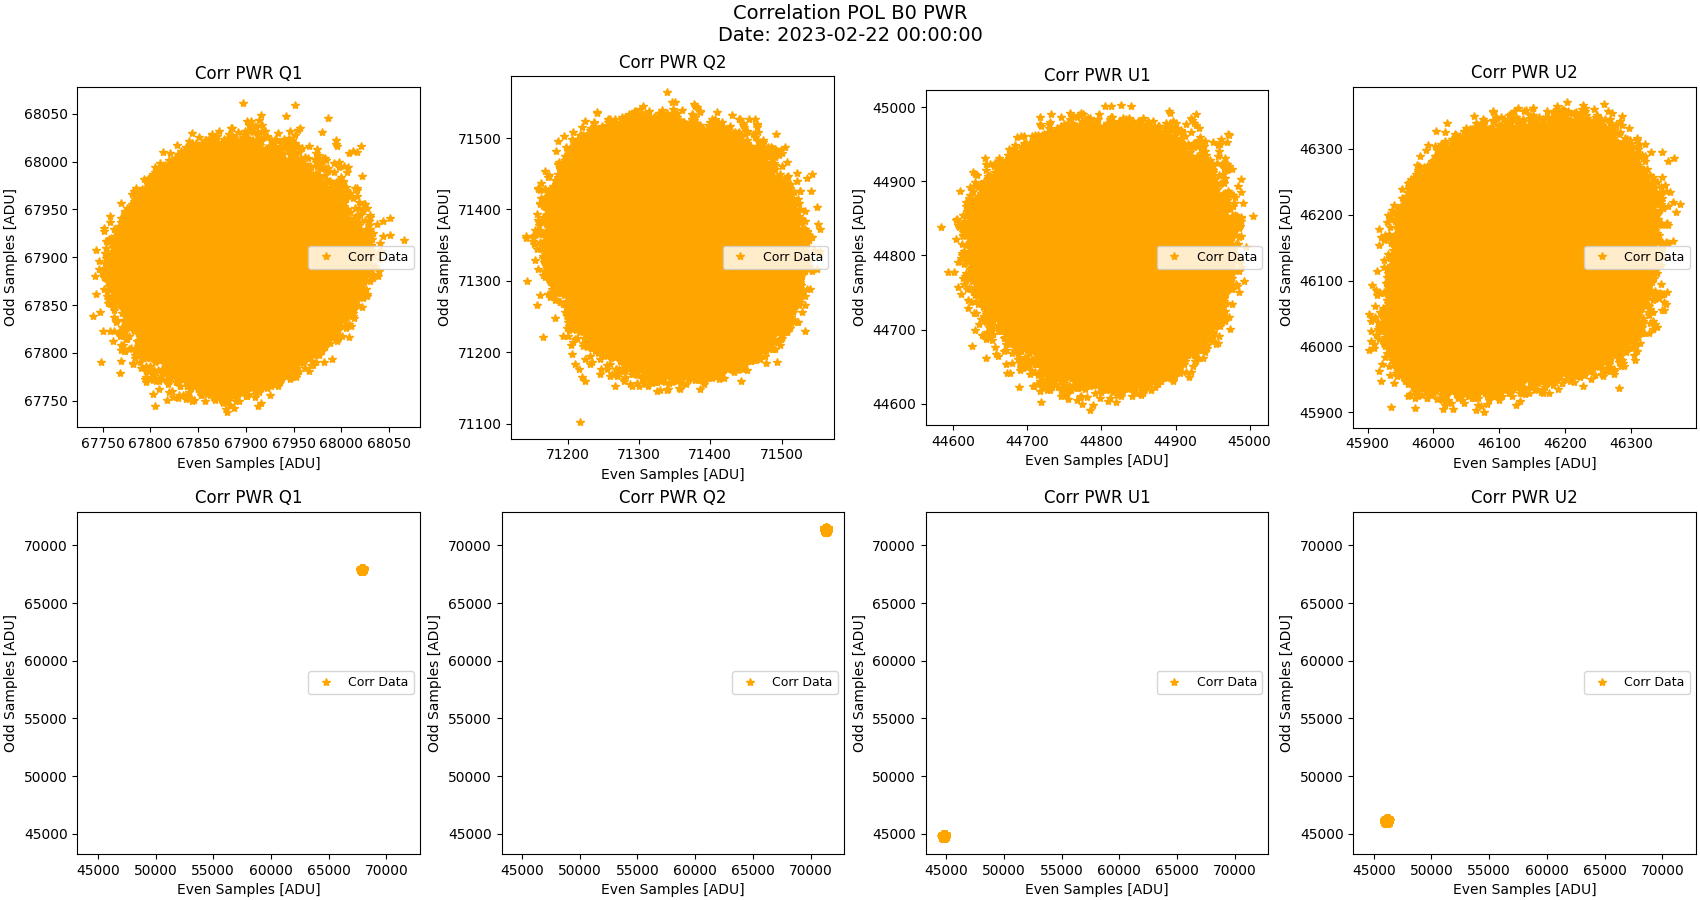 Correlation POL B0 PWR
Date: 2023-02-22 00:00:00
Corr PWR Q1
Odd Samples [ADU]
68050
68000
67950
67900
67850
67800
67750
Corr Data
67750 67800 67850 67900 67950 68000 68050
Even Samples [ADU]
Corr PWR Q2
Odd Samples [ADU]
71500
71400
71300
71200
71100
Corr Data
71200 71300 71400 71500
Even Samples [ADU]
Corr PWR U1
Odd Samples [ADU]
45000
44900
44800
44700
44600
Corr Data
44600 44700 44800 44900 45000
Even Samples [ADU]
Corr PWR U2
Odd Samples [ADU]
46300
46200
46100
46000
45900
Corr Data
45900 46000 46100 46200 46300
Even Samples [ADU]
Corr PWR Q1
Odd Samples [ADU]
70000
65000
60000
55000
50000
45000
Corr Data
45000 50000 55000 60000 65000 70000
Even Samples [ADU]
Corr PWR Q2
Odd Samples [ADU]
70000
65000
60000
55000
50000
45000
Corr Data
45000 50000 55000 60000 65000 70000
Even Samples [ADU]
Corr PWR U1
Odd Samples [ADU]
70000
65000
60000
55000
50000
45000
Corr Data
45000 50000 55000 60000 65000 70000
Even Samples [ADU]
Corr PWR U2
Odd Samples [ADU]
70000
65000
60000
55000
50000
45000
Corr Data
45000 50000 55000 60000 65000 70000
Even Samples [ADU]